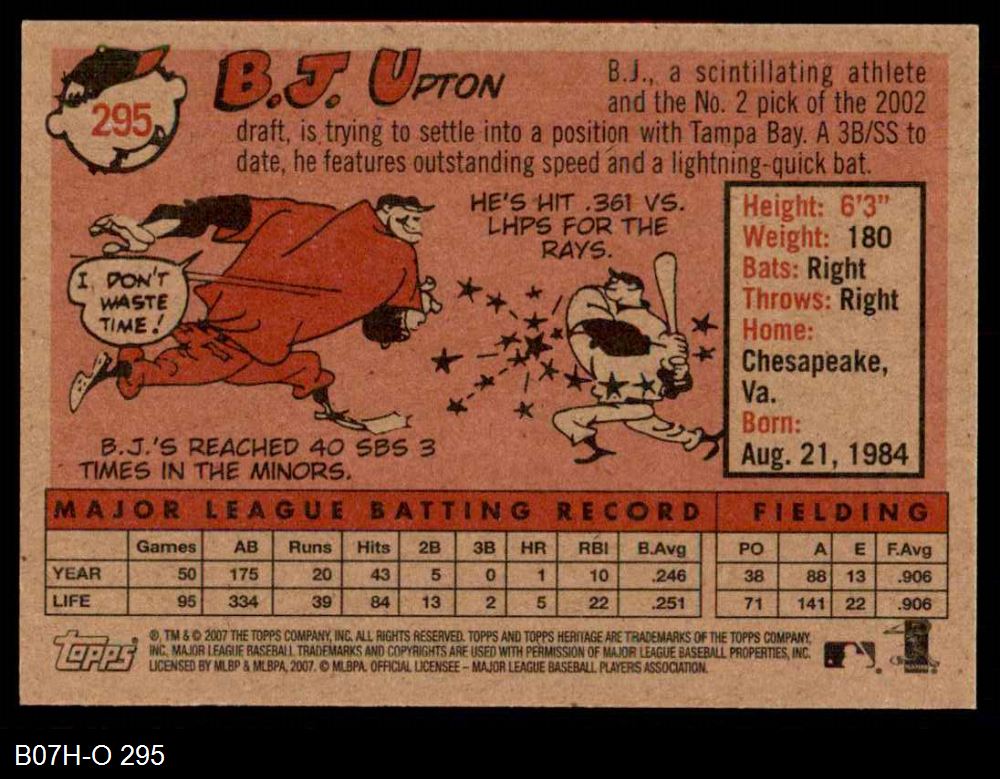 295
B.J. UPTON
B.J., a scintillating athlete
and the No. 2 pick of the 2002
draft, is trying to settle into a position with Tampa Bay. A 3B/SS to
date, he features outstanding speed and a lightning-quick bat.
HE'S HIT .361 VS.
LHPS FOR THE
RAYS.
I DON'T
WASTE
TIME!
B.J.'S REACHED 40 SBS 3
TIMES IN THE MINORS.
Height: 6'3"
Weight: 180
Bats: Right
Throws: Right
Home:
Chesapeake,
Va.
Born:
Aug. 21, 1984
MAJOR LEAGUE BATTING RECORD FIELDING
Games AB Runs Hits 2B 3B HR RBI B.Avg PO A E F.Avg
YEAR 50 175 20 43 5 0 1 10 .246 38 88 13 .906
LIFE 95 334 39 84 13 2 5 22 .251 71 141 22 .906
Topps
®, TM & © 2007 THE TOPPS COMPANY, INC. ALL RIGHTS RESERVED. TOPPS AND TOPPS HERITAGE ARE TRADEMARKS OF THE TOPPS COMPANY,
INC. MAJOR LEAGUE BASEBALL TRADEMARKS AND COPYRIGHTS ARE USED WITH PERMISSION OF MAJOR LEAGUE BASEBALL PROPERTIES, INC.
LICENSED BY MLBP & MLBPA, 2007. © MLBPA. OFFICIAL LICENSEE – MAJOR LEAGUE BASEBALL PLAYERS ASSOCIATION.
B07H-O 295